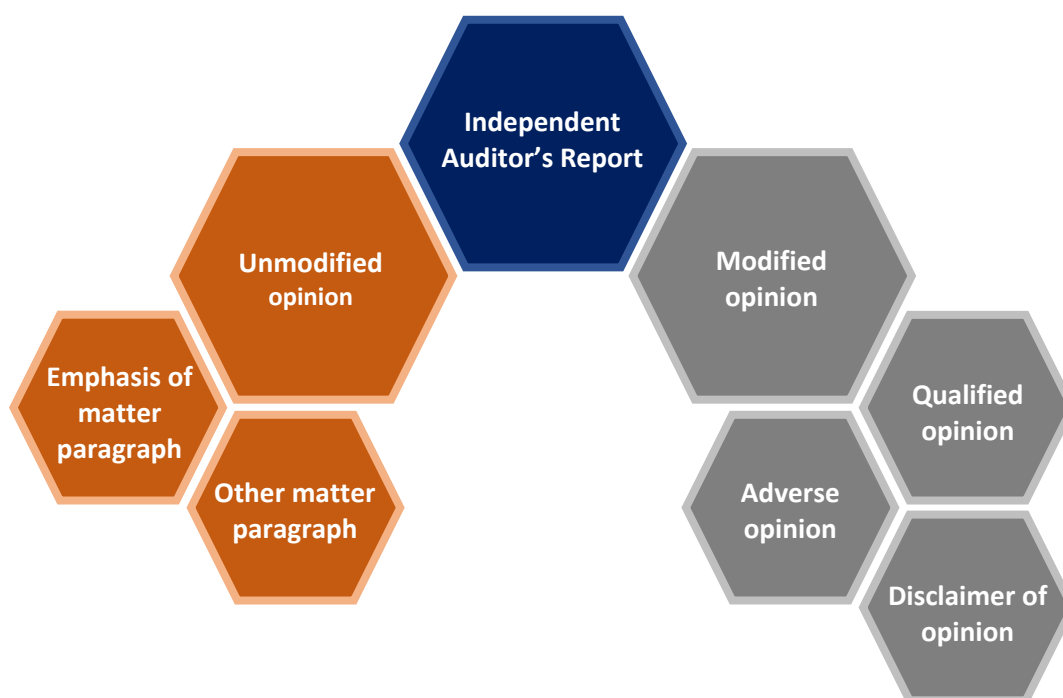 Independent
Auditor’s Report
Unmodified
opinion
Modified
opinion
Emphasis of
matter
paragraph
Other matter
paragraph
Qualified
opinion
Adverse
opinion
Disclaimer of
opinion